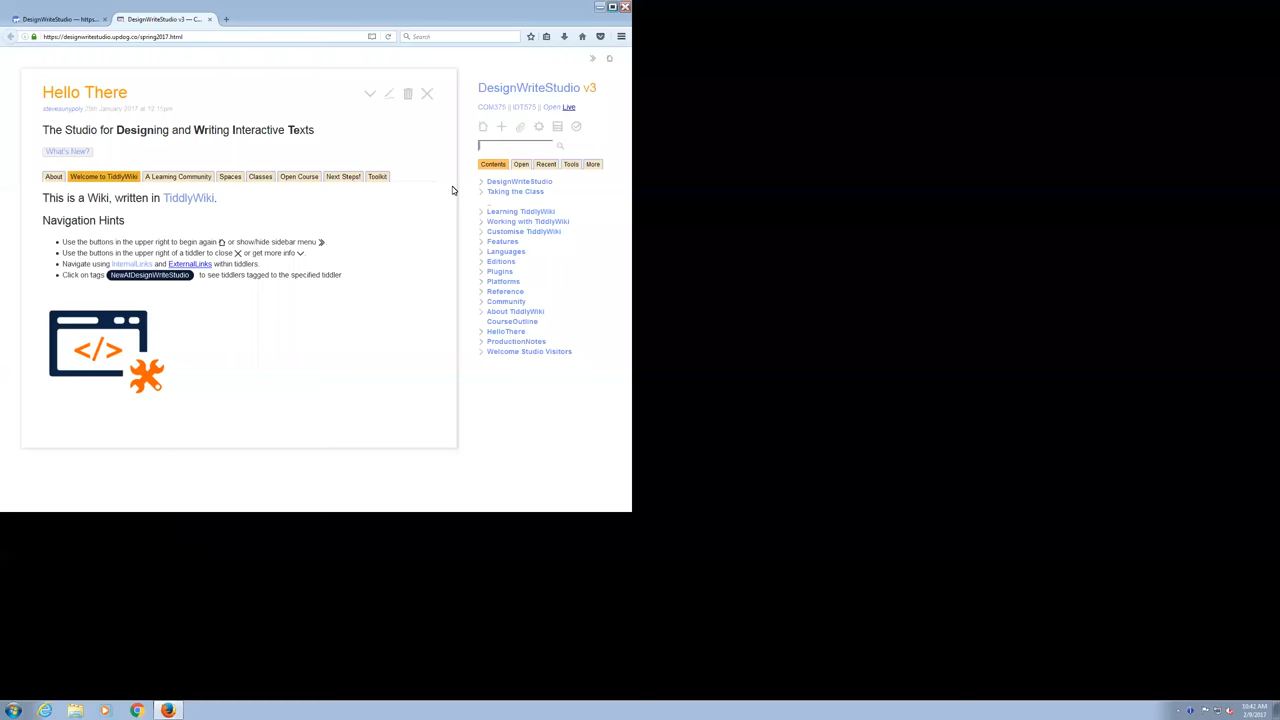 DesignWriteStudio — https...
DesignWriteStudio v3 — C...
https://designwritestudio.updog.co/spring2017.html
Search
Hello There
stevesunypoly 29th January 2017 at 12:15pm
The Studio for Designing and Writing Interactive Texts
What's New?
About
Welcome to TiddlyWiki
A Learning Community
Spaces
Classes
Open Course
Next Steps!
Toolkit
This is a Wiki, written in TiddlyWiki.
Navigation Hints
Use the buttons in the upper right to begin again or show/hide sidebar menu
Use the buttons in the upper right of a tiddler to close or get more info .
Navigate using InternalLinks and ExternalLinks within tiddlers.
Click on tags NewAtDesignWriteStudio to see tiddlers tagged to the specified tiddler
</>
DesignWriteStudio v3
COM375 || IDT575 || Open Live
Contents
Open
Recent
Tools
More
DesignWriteStudio
Taking the Class
_
Learning TiddlyWiki
Working with TiddlyWiki
Customise TiddlyWiki
Features
Languages
Editions
Plugins
Platforms
Reference
Community
About TiddlyWiki
CourseOutline
HelloThere
ProductionNotes
Welcome Studio Visitors
10:42 AM
2/9/2017